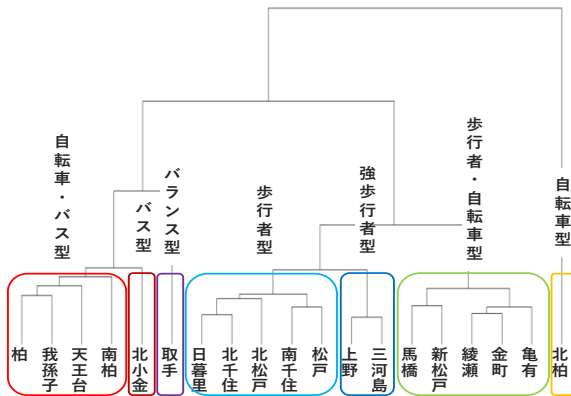 自転車・バス型
バス型
バランス型
歩行者型
強歩行者型
歩行者・自転車型
自転車型
柏
我孫子
天王台
南柏
北小金
取手
日暮里
北千住
北松戸
南千住
松戸
上野
三河島
馬橋
新松戸
綾瀬
金町
亀有
北柏